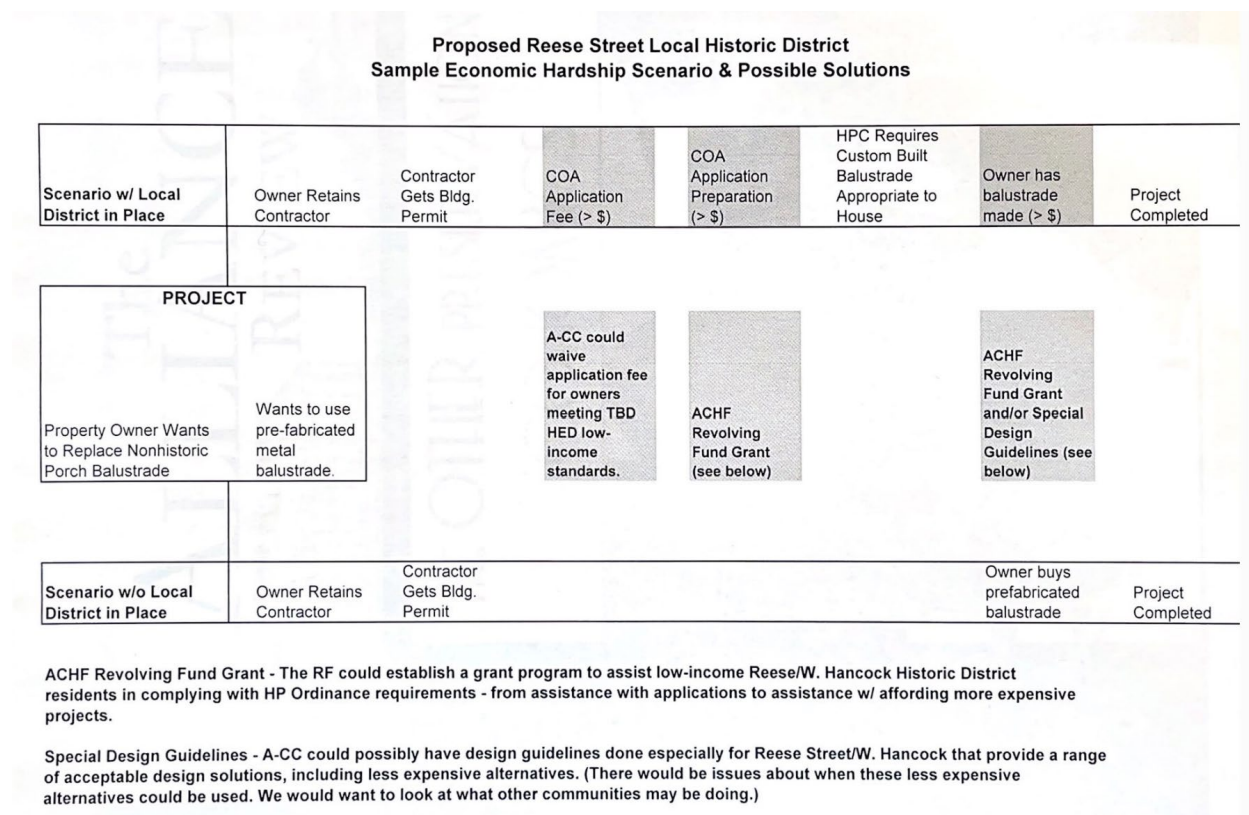 Proposed Reese Street Local Historic District
Sample Economic Hardship Scenario & Possible Solutions
Scenario w/ Local
District in Place
Owner Retains
Contractor
Contractor
Gets Bldg.
Permit
COA
Application
Fee (> $)
COA
Application
Preparation
(> $)
HPC Requires
Custom Built
Balustrade
Appropriate to
House
Owner has
balustrade
made (> $)
Project
Completed
PROJECT
Property Owner Wants
to Replace Nonhistoric
Porch Balustrade
Wants to use
pre-fabricated
metal
balustrade.
A-CC could
waive
application fee
for owners
meeting TBD
HED low-
income
standards.
ACHF
Revolving
Fund Grant
(see below)
ACHF
Revolving
Fund Grant
and/or Special
Design
Guidelines (see
below)
Scenario w/o Local
District in Place
Owner Retains
Contractor
Contractor
Gets Bldg.
Permit
Owner buys
prefabricated
balustrade
Project
Completed
ACHF Revolving Fund Grant - The RF could establish a grant program to assist low-income Reese/W. Hancock Historic District
residents in complying with HP Ordinance requirements - from assistance with applications to assistance w/ affording more expensive
projects.
Special Design Guidelines - A-CC could possibly have design guidelines done especially for Reese Street/W. Hancock that provide a range
of acceptable design solutions, including less expensive alternatives. (There would be issues about when these less expensive
alternatives could be used. We would want to look at what other communities may be doing.)